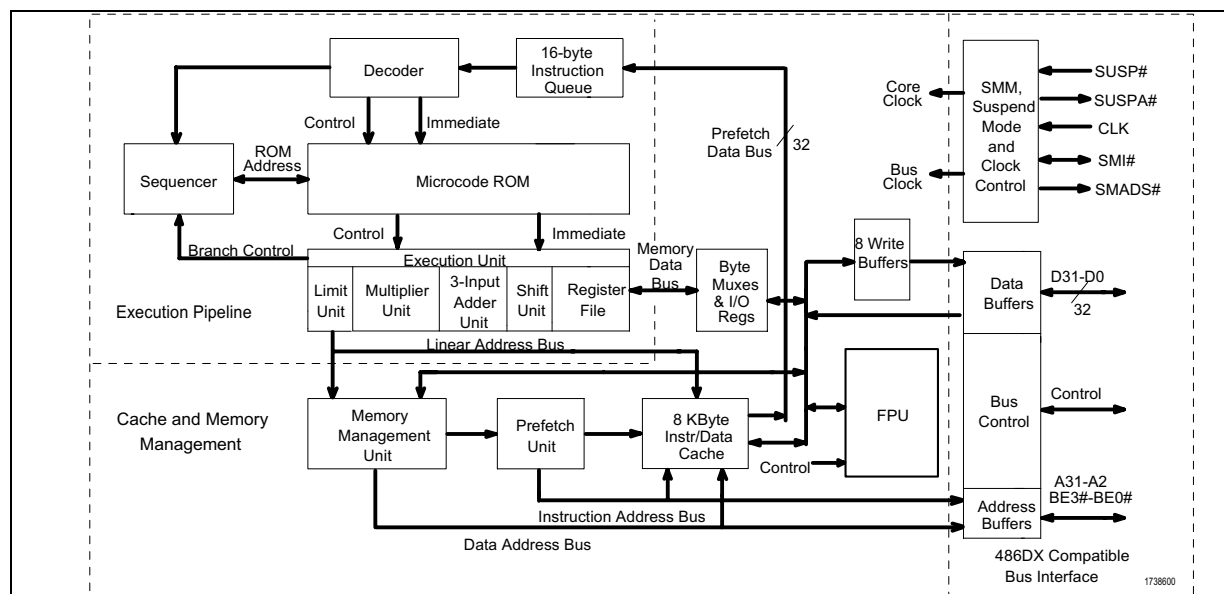 Decoder
16-byte
Instruction
Queue
Core
Clock
SMM,
Suspend
Mode
and
Clock
Control
SUSP#
SUSPA#
CLK
SMI#
SMADS#
Control
Immediate
Prefetch
Data Bus
32
ROM
Address
Sequencer
Microcode ROM
Bus
Clock
Control
Immediate
Branch Control
Execution Unit
Memory
Data
Bus
8 Write
Buffers
Limit
Unit
Multiplier
Unit
3-Input
Adder
Unit
Shift
Unit
Register
File
Byte
Muxes
& I/O
Regs
Data
Buffers
D31-D0
32
Execution Pipeline
Linear Address Bus
Cache and Memory
Management
Memory
Management
Unit
Prefetch
Unit
8 KByte
Instr/Data
Cache
FPU
Control
Bus
Control
Control
Instruction Address Bus
Data Address Bus
Address
Buffers
A31-A2
BE3#-BE0#
486DX Compatible
Bus Interface
1738600